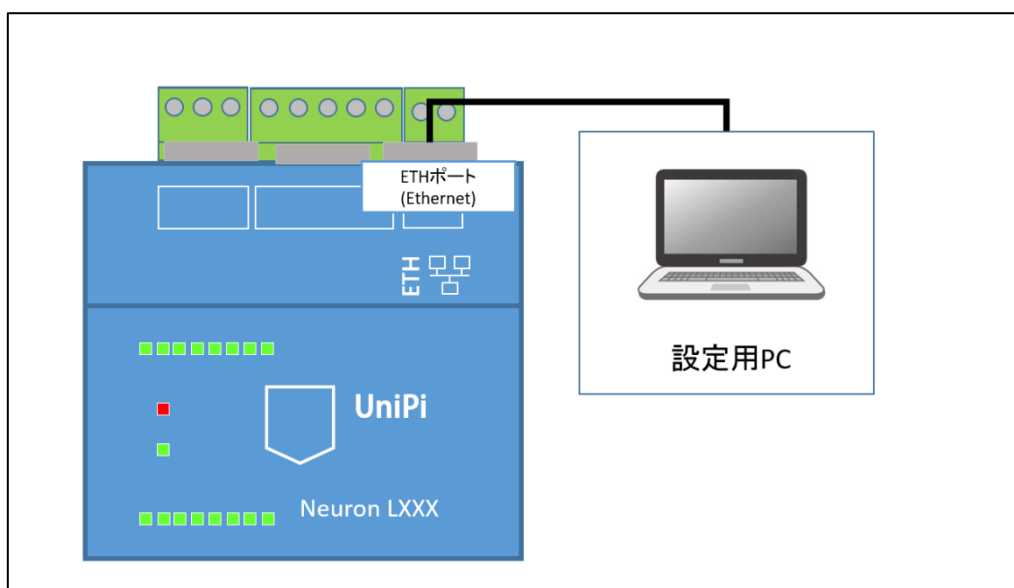 ETHポート
(Ethernet)
ETH
設定用PC
UniPi
Neuron LXXX